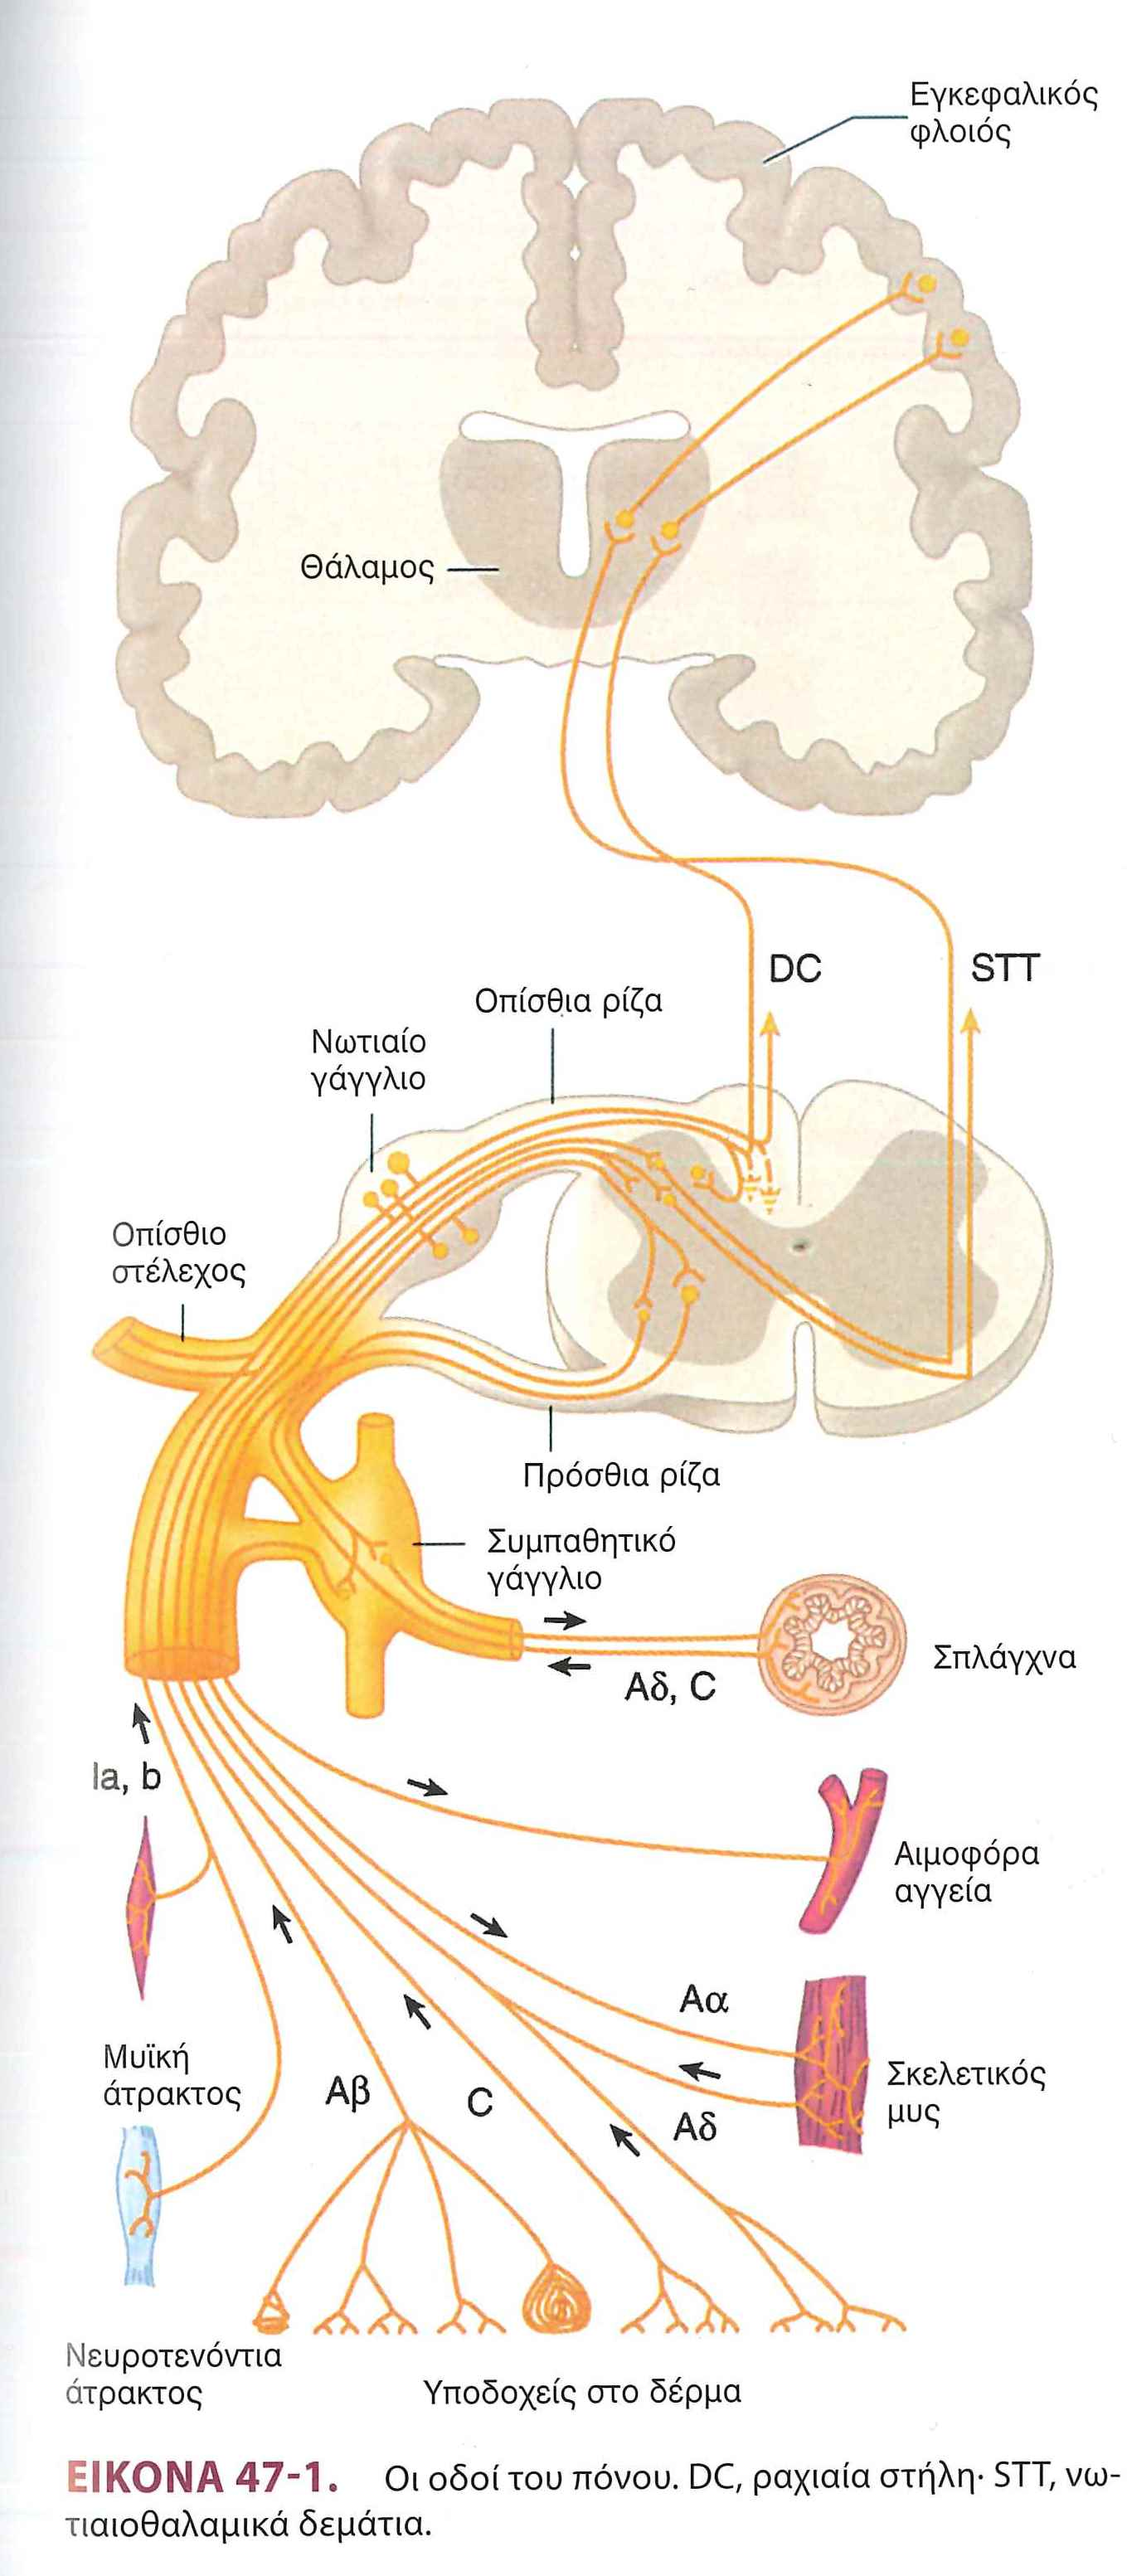 Εγκεφαλικός
φλοιός
Θάλαμος
DC
STT
Οπίσθια ρίζα
Νωτιαίο
γάγγλιο
Οπίσθιο
στέλεχος
Πρόσθια ρίζα
Συμπαθητικό
γάγγλιο
Σπλάγχνα
Αδ, C
Ia, b
Αιμοφόρα
αγγεία
Αα
Μυϊκή
άτρακτος
Αβ
C
Σκελετικός
μυς
Αδ
Νευροτενόντια
άτρακτος
Υποδοχείς στο δέρμα
ΕΙΚΟΝΑ 47-1. Οι οδοί του πόνου. DC, ραχιαία στήλη· STT, νω-
τιαιοθαλαμικά δεμάτια.